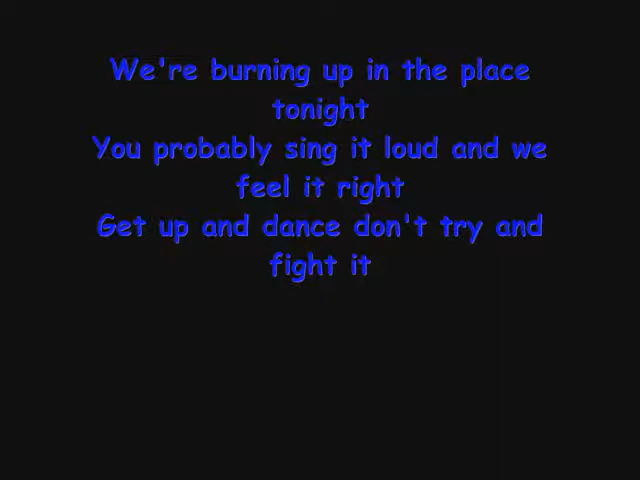 We're burning up in the place
tonight
You probably sing it loud and we
feel it right
Get up and dance don't try and
fight it